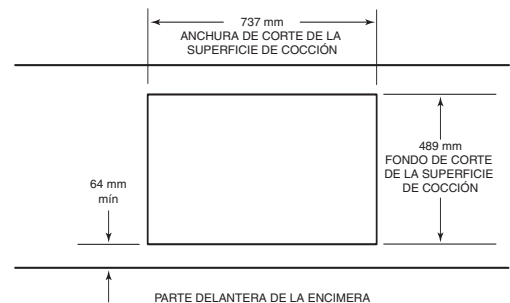 737 mm
ANCHURA DE CORTE DE LA
SUPERFICIE DE COCCIÓN
489 mm
FONDO DE CORTE
DE LA SUPERFICIE
DE COCCIÓN
64 mm
mín
PARTE DELANTERA DE LA ENCIMERA